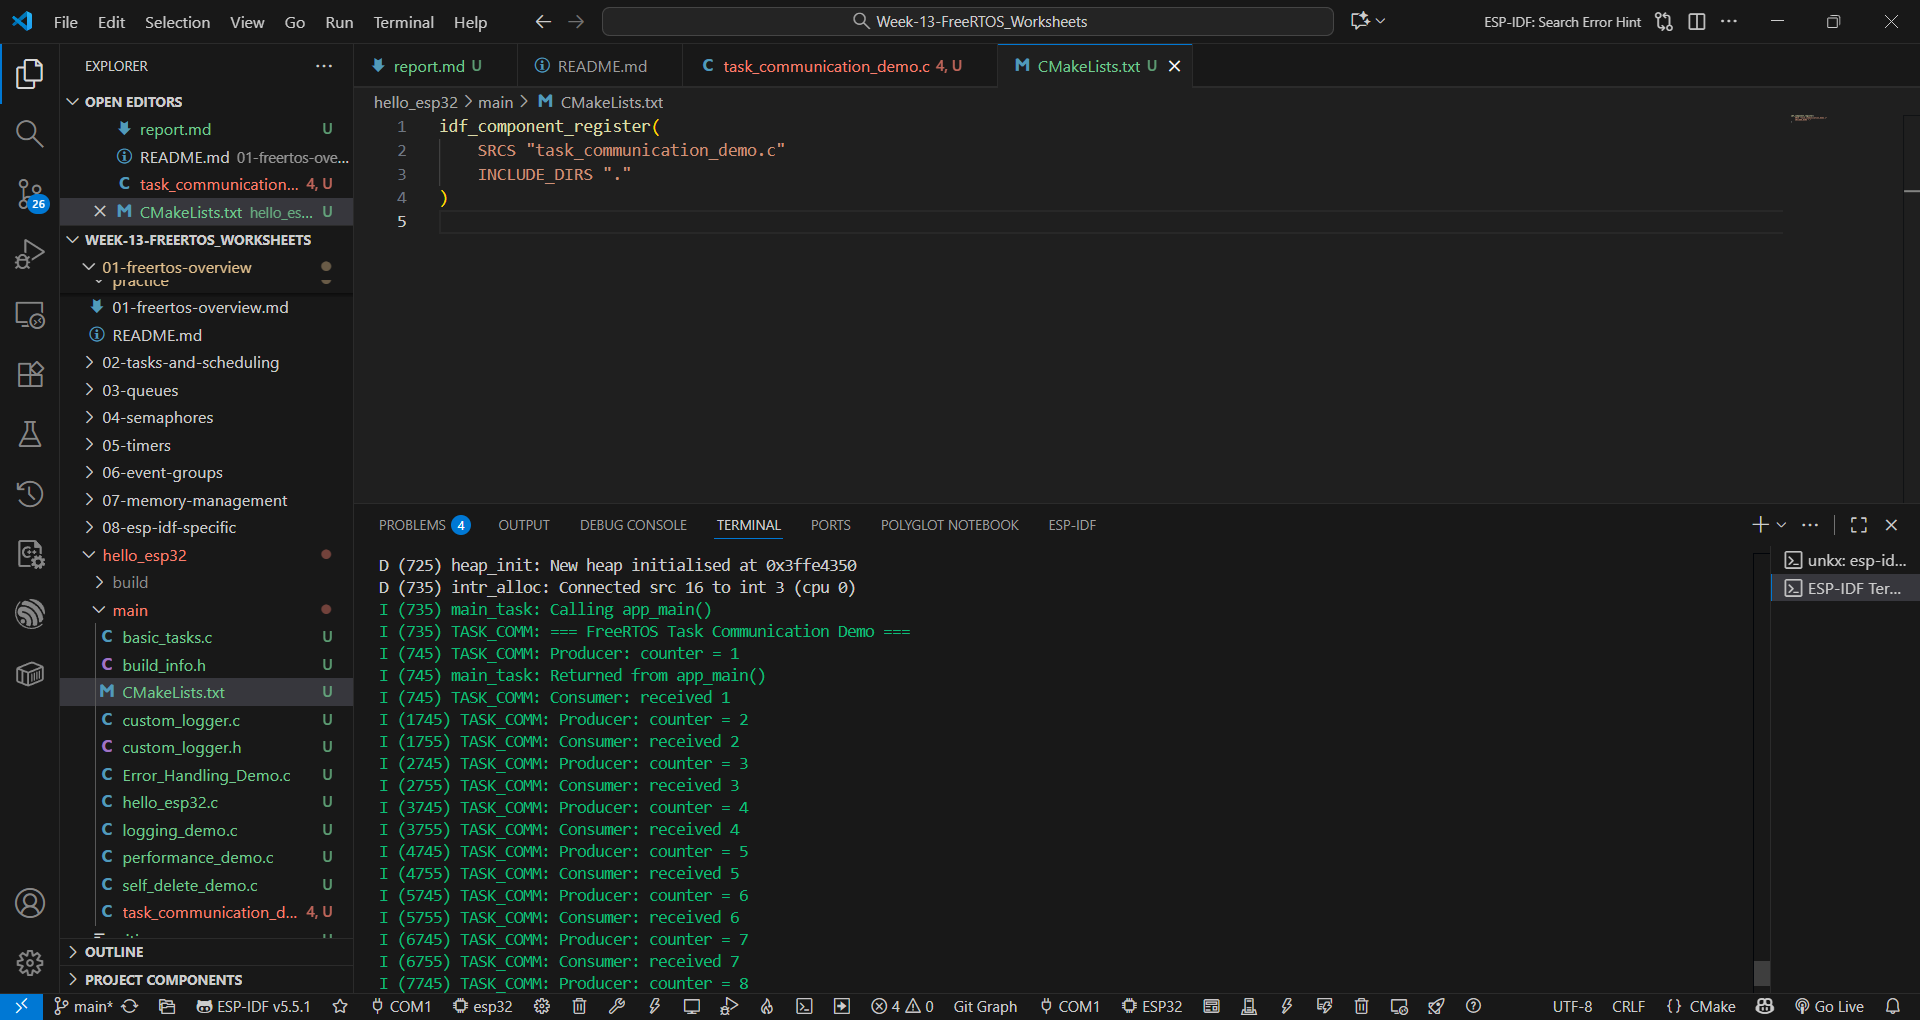 File Edit Selection View Go Run Terminal Help
Week-13-FreeRTOS_Worksheets
ESP-IDF: Search Error Hint
EXPLORER
OPEN EDITORS
report.md U
README.md 01-freertos-ove...
task_communication... 4, U
CMakeLists.txt hello_es... U
WEEK-13-FREERTOS_WORKSHEETS
01-freertos-overview
practice
01-freertos-overview.md
README.md
02-tasks-and-scheduling
03-queues
04-semaphores
05-timers
06-event-groups
07-memory-management
08-esp-idf-specific
hello_esp32
build
main
basic_tasks.c U
build_info.h U
CMakeLists.txt U
custom_logger.c U
custom_logger.h U
Error_Handling_Demo.c U
hello_esp32.c U
logging_demo.c U
performance_demo.c U
self_delete_demo.c U
task_communication_d... 4, U
OUTLINE
PROJECT COMPONENTS
26
report.md U
README.md
task_communication_demo.c 4, U
CMakeLists.txt U
hello_esp32 > main > CMakeLists.txt
1 idf_component_register(
2 SRCS "task_communication_demo.c"
3 INCLUDE_DIRS "."
4 )
5
PROBLEMS 4 OUTPUT DEBUG CONSOLE TERMINAL PORTS POLYGLOT NOTEBOOK ESP-IDF
D (725) heap_init: New heap initialised at 0x3ffe4350
D (735) intr_alloc: Connected src 16 to int 3 (cpu 0)
I (735) main_task: Calling app_main()
I (735) TASK_COMM: === FreeRTOS Task Communication Demo ===
I (745) TASK_COMM: Producer: counter = 1
I (745) main_task: Returned from app_main()
I (745) TASK_COMM: Consumer: received 1
I (1745) TASK_COMM: Producer: counter = 2
I (1755) TASK_COMM: Consumer: received 2
I (2745) TASK_COMM: Producer: counter = 3
I (2755) TASK_COMM: Consumer: received 3
I (3745) TASK_COMM: Producer: counter = 4
I (3755) TASK_COMM: Consumer: received 4
I (4745) TASK_COMM: Producer: counter = 5
I (4755) TASK_COMM: Consumer: received 5
I (5745) TASK_COMM: Producer: counter = 6
I (5755) TASK_COMM: Consumer: received 6
I (6745) TASK_COMM: Producer: counter = 7
I (6755) TASK_COMM: Consumer: received 7
I (7745) TASK_COMM: Producer: counter = 8
unkx: esp-id...
ESP-IDF Ter...
main* ESP-IDF v5.5.1 COM1 esp32 4 0 Git Graph COM1 ESP32 UTF-8 CRLF {} CMake Go Live